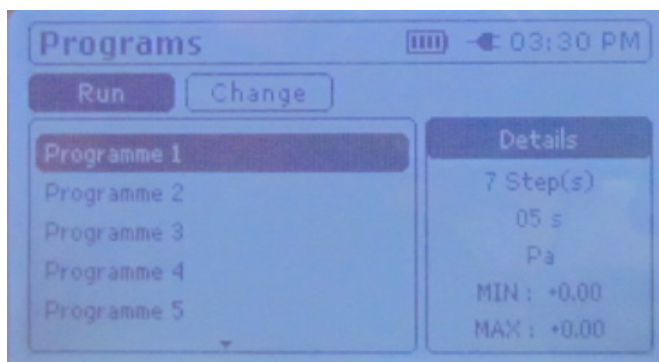 Programs 03:30 PM
Run Change
Programme 1
Programme 2
Programme 3
Programme 4
Programme 5
Details
7 Step(s)
05 s
Pa
MIN : +0.00
MAX : +0.00